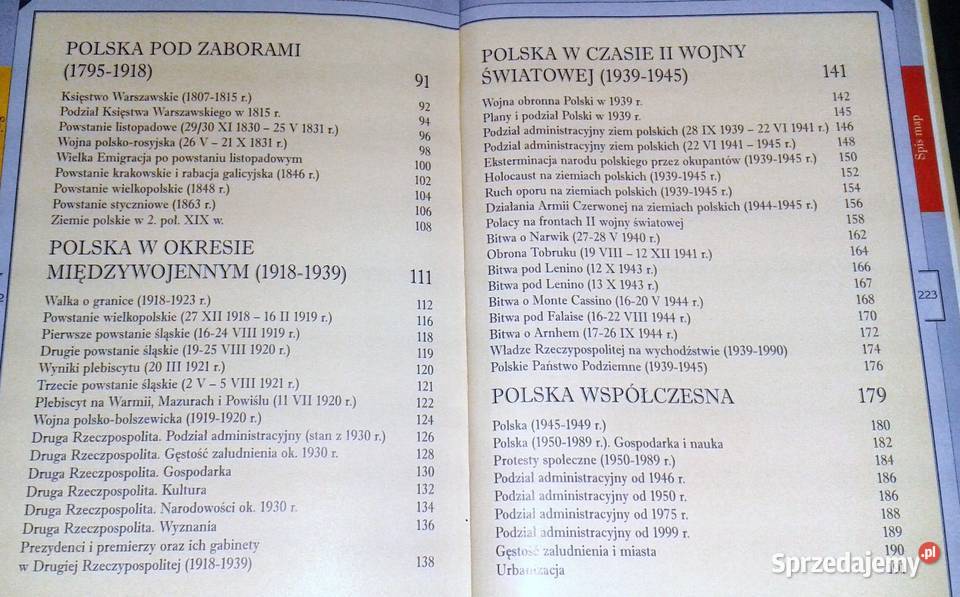 POLSKA POD ZABORAMI
(1795-1918) 91
Księstwo Warszawskie (1807-1815 r.) 92
Podział Księstwa Warszawskiego w 1815 r. 94
Powstanie listopadowe (29/30 XI 1830 – 25 V 1831 r.) 96
Wojna polsko-rosyjska (26 V – 21 X 1831 r.) 98
Wielka Emigracja po powstaniu listopadowym 100
Powstanie krakowskie i rabacja galicyjska (1846 r.) 102
Powstanie wielkopolskie (1848 r.) 104
Powstanie styczniowe (1863 r.) 106
Ziemie polskie w 2. poł. XIX w. 108
POLSKA W OKRESIE
MIĘDZYWOJENNYM (1918-1939) 111
Walka o granice (1918-1923 r.) 112
Powstanie wielkopolskie (27 XII 1918 – 16 II 1919 r.) 116
Pierwsze powstanie śląskie (16-24 VIII 1919 r.) 118
Drugie powstanie śląskie (19-25 VIII 1920 r.) 119
Wyniki plebiscytu (20 III 1921 r.) 120
Trzecie powstanie śląskie (2 V – 5 VIII 1921 r.) 121
Plebiscyt na Warmii, Mazurach i Powiślu (11 VII 1920 r.) 122
Wojna polsko-bolszewicka (1919-1920 r.) 124
Druga Rzeczpospolita. Podział administracyjny (stan z 1930 r.) 126
Druga Rzeczpospolita. Gęstość zaludnienia ok. 1930 r. 128
Druga Rzeczpospolita. Gospodarka 130
Druga Rzeczpospolita. Kultura 132
Druga Rzeczpospolita. Narodowości ok. 1930 r. 134
Druga Rzeczpospolita. Wyznania 136
Prezydenci i premierzy oraz ich gabinety
w Drugiej Rzeczypospolitej (1918-1939) 138
POLSKA W CZASIE II WOJNY
ŚWIATOWEJ (1939-1945) 141
Wojna obronna Polski w 1939 r. 142
Plany i podział Polski w 1939 r. 145
Podział administracyjny ziem polskich (28 IX 1939 – 22 VI 1941 r.) 146
Podział administracyjny ziem polskich (22 VI 1941 – 1945 r.) 148
Eksterminacja narodu polskiego przez okupantów (1939-1945 r.) 150
Holocaust na ziemiach polskich (1939-1945 r.) 152
Ruch oporu na ziemiach polskich (1939-1945 r.) 154
Działania Armii Czerwonej na ziemiach polskich (1944-1945 r.) 156
Polacy na frontach II wojny światowej 158
Bitwa o Narwik (27-28 V 1940 r.) 162
Obrona Tobruku (19 VIII – 12 XII 1941 r.) 164
Bitwa pod Lenino (12 X 1943 r.) 166
Bitwa pod Lenino (13 X 1943 r.) 167
Bitwa o Monte Cassino (16-20 V 1944 r.) 168
Bitwa pod Falaise (16-22 VIII 1944 r.) 170
Bitwa o Arnhem (17-26 IX 1944 r.) 172
Władze Rzeczypospolitej na wychodźstwie (1939-1990) 174
Polskie Państwo Podziemne (1939-1945) 176
POLSKA WSPÓŁCZESNA 179
Polska (1945-1949 r.) 180
Polska (1950-1989 r.). Gospodarka i nauka 182
Protesty społeczne (1950-1989 r.) 184
Podział administracyjny od 1946 r. 186
Podział administracyjny od 1950 r. 186
Podział administracyjny od 1975 r. 188
Podział administracyjny od 1999 r. 189
Gęstość zaludnienia i miasta 190
Urbanizacja
Spis map
223
Sprzedajemy.pl